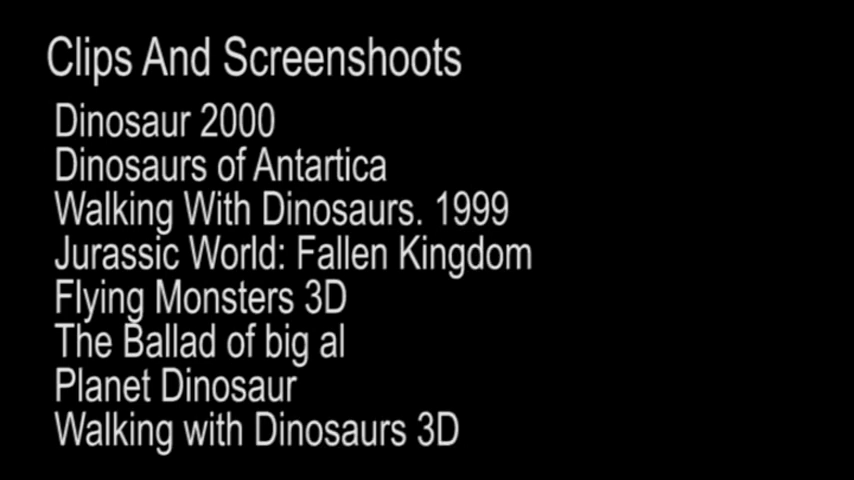 Clips And Screenshoots
Dinosaur 2000
Dinosaurs of Antartica
Walking With Dinosaurs. 1999
Jurassic World: Fallen Kingdom
Flying Monsters 3D
The Ballad of big al
Planet Dinosaur
Walking with Dinosaurs 3D